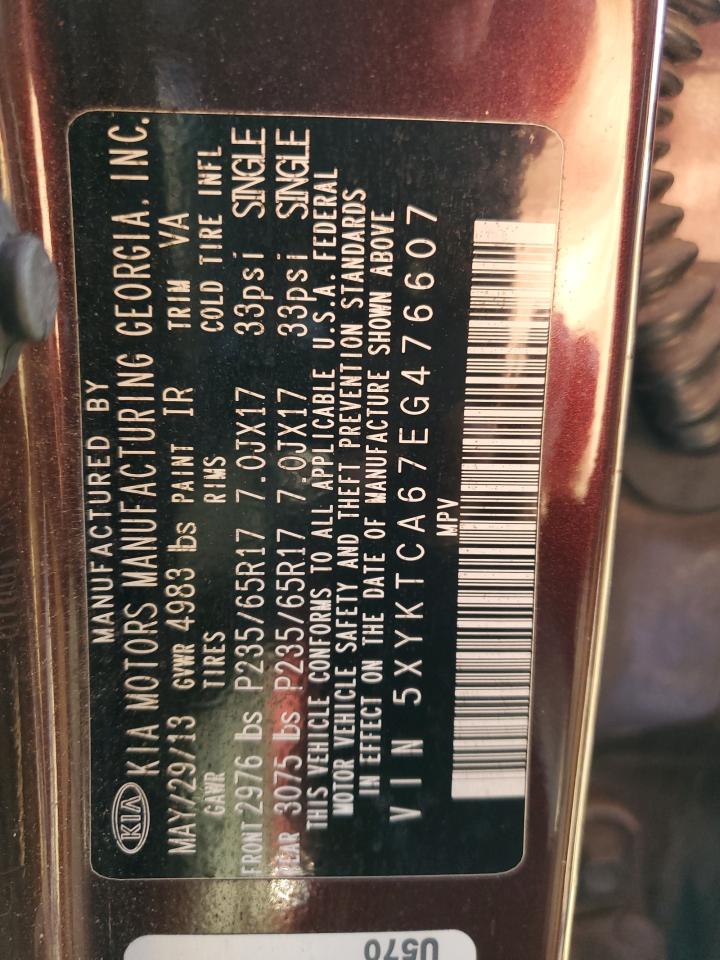 MANUFACTURED BY
KIA KIA MOTORS MANUFACTURING GEORGIA, INC.
MAY/29/13 GVWR 4983 lbs PAINT IR TRIM VA
GAWR TIRES RIMS COLD TIRE INFL
FRONT 2976 lbs P235/65R17 7.0JX17 33psi SINGLE
REAR 3075 lbs P235/65R17 7.0JX17 33psi SINGLE
THIS VEHICLE CONFORMS TO ALL APPLICABLE U.S.A. FEDERAL
MOTOR VEHICLE SAFETY AND THEFT PREVENTION STANDARDS
IN EFFECT ON THE DATE OF MANUFACTURE SHOWN ABOVE
VIN 5XYKTCA67EG476607
MPV
U570